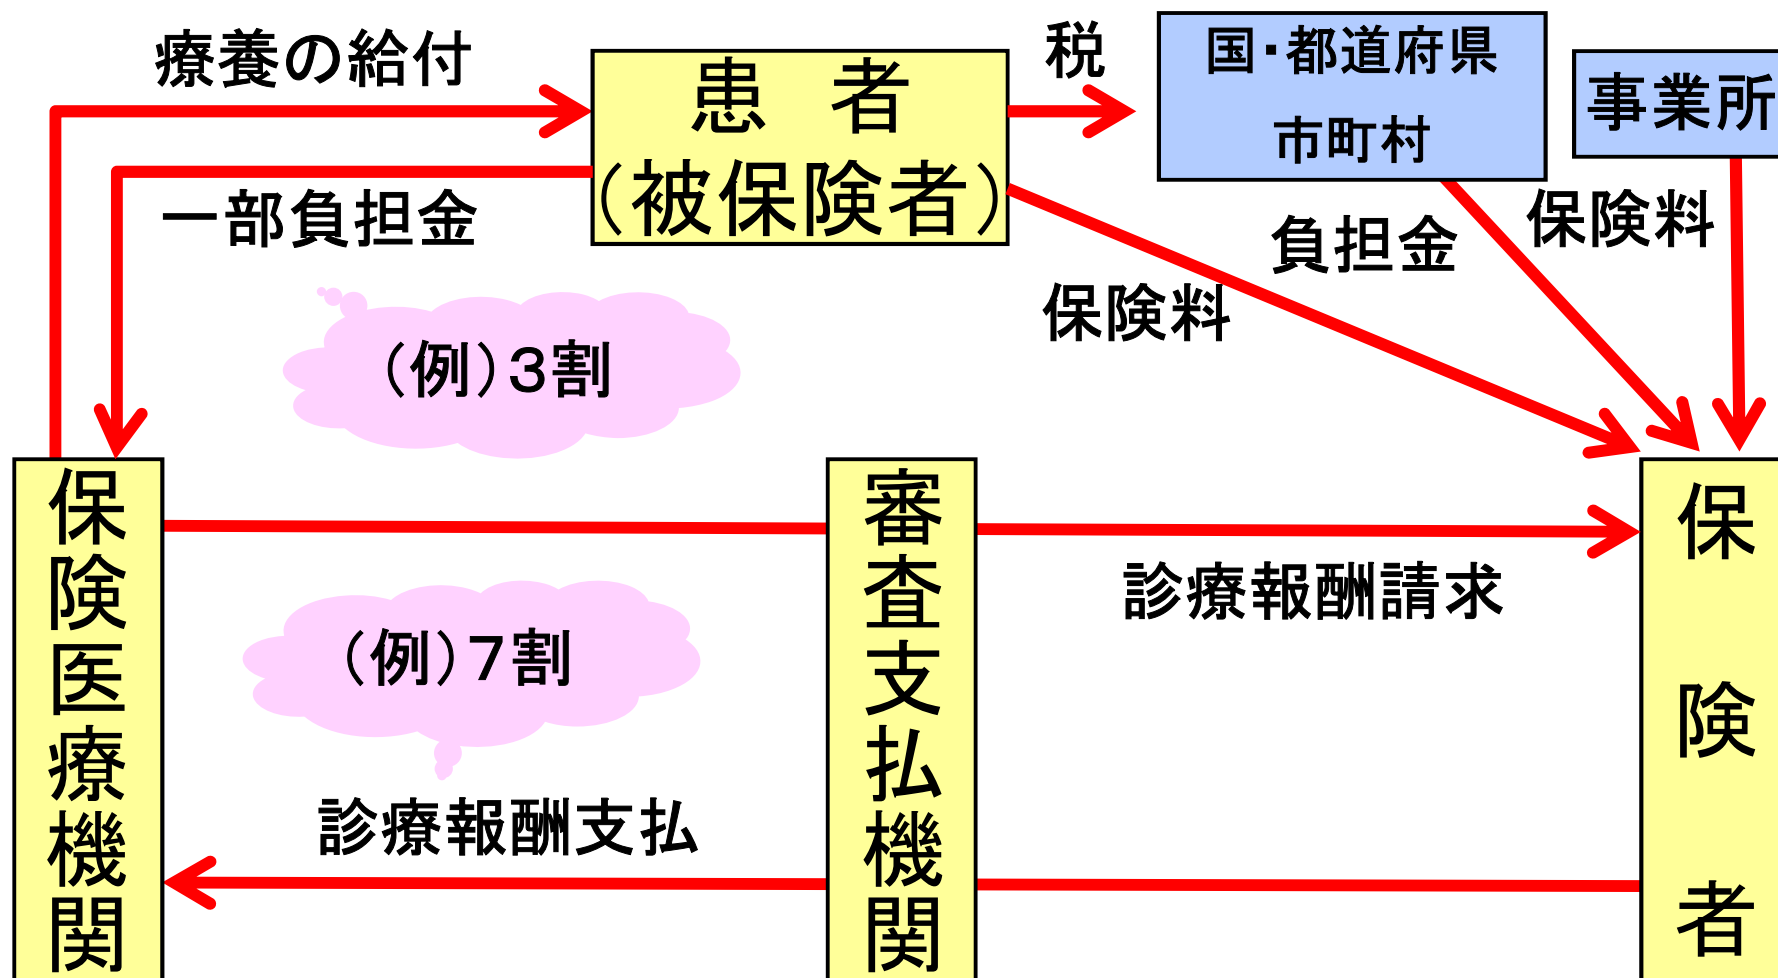 療養の給付
患者
(被保険者)
税
国・都道府県
市町村
事業所
一部負担金
保険料
負担金
保険料
(例)3割
保険医療機関
審査支払機関
保険者
診療報酬請求
(例)7割
診療報酬支払